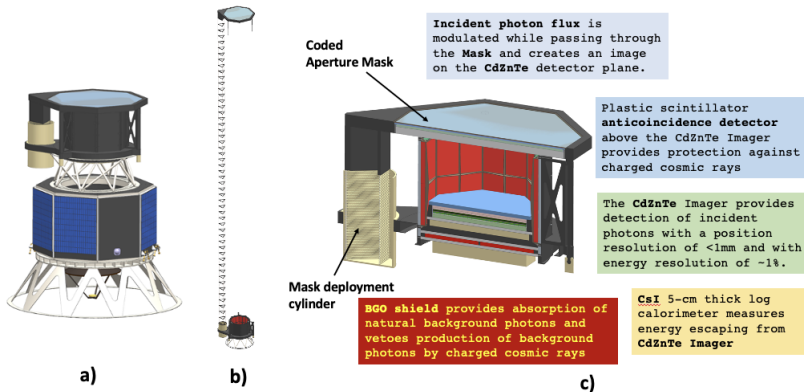 Incident photon flux is
modulated while passing through
the Mask and creates an image
on the CdZnTe detector plane.
Coded
Aperture Mask
Plastic scintillator
anticoincidence detector
above the CdZnTe Imager
provides protection against
charged cosmic rays
The CdZnTe Imager provides
detection of incident
photons with a position
resolution of <1mm and with
energy resolution of ~1%.
Mask deployment
cylinder
BGO shield provides absorption of
natural background photons and
vetoes production of background
photons by charged cosmic rays
CsI 5-cm thick log
calorimeter measures
energy escaping from
CdZnTe Imager
a)
b)
c)